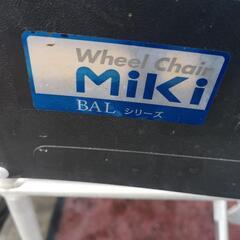 Wheel Chair
MiKi
BAL シリーズ